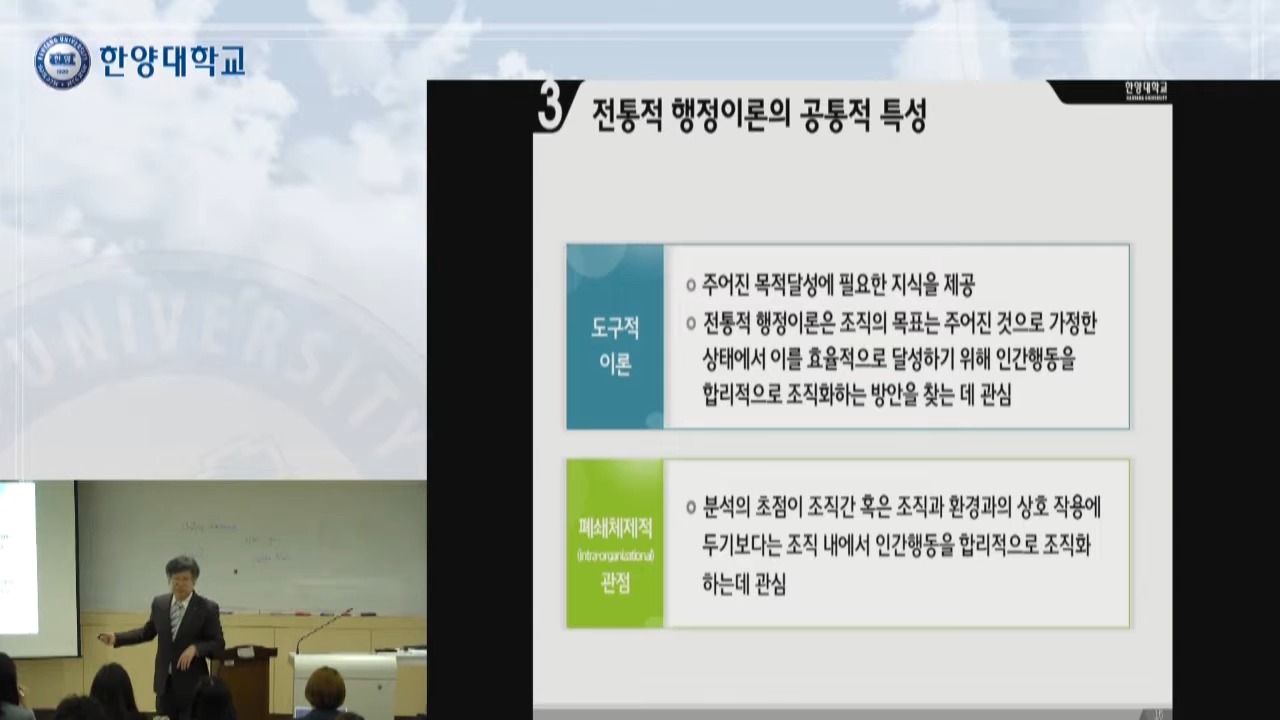 한양대학교
3 전통적 행정이론의 공통적 특성
한양대학교
HANYANG UNIVERSITY
도구적
이론
주어진 목적달성에 필요한 지식을 제공
전통적 행정이론은 조직의 목표는 주어진 것으로 가정한
상태에서 이를 효율적으로 달성하기 위해 인간행동을
합리적으로 조직화하는 방안을 찾는 데 관심
폐쇄체제적
(intra-organizational)
관점
분석의 초점이 조직간 혹은 조직과 환경과의 상호 작용에
두기보다는 조직 내에서 인간행동을 합리적으로 조직화
하는데 관심
UNIVERSITY